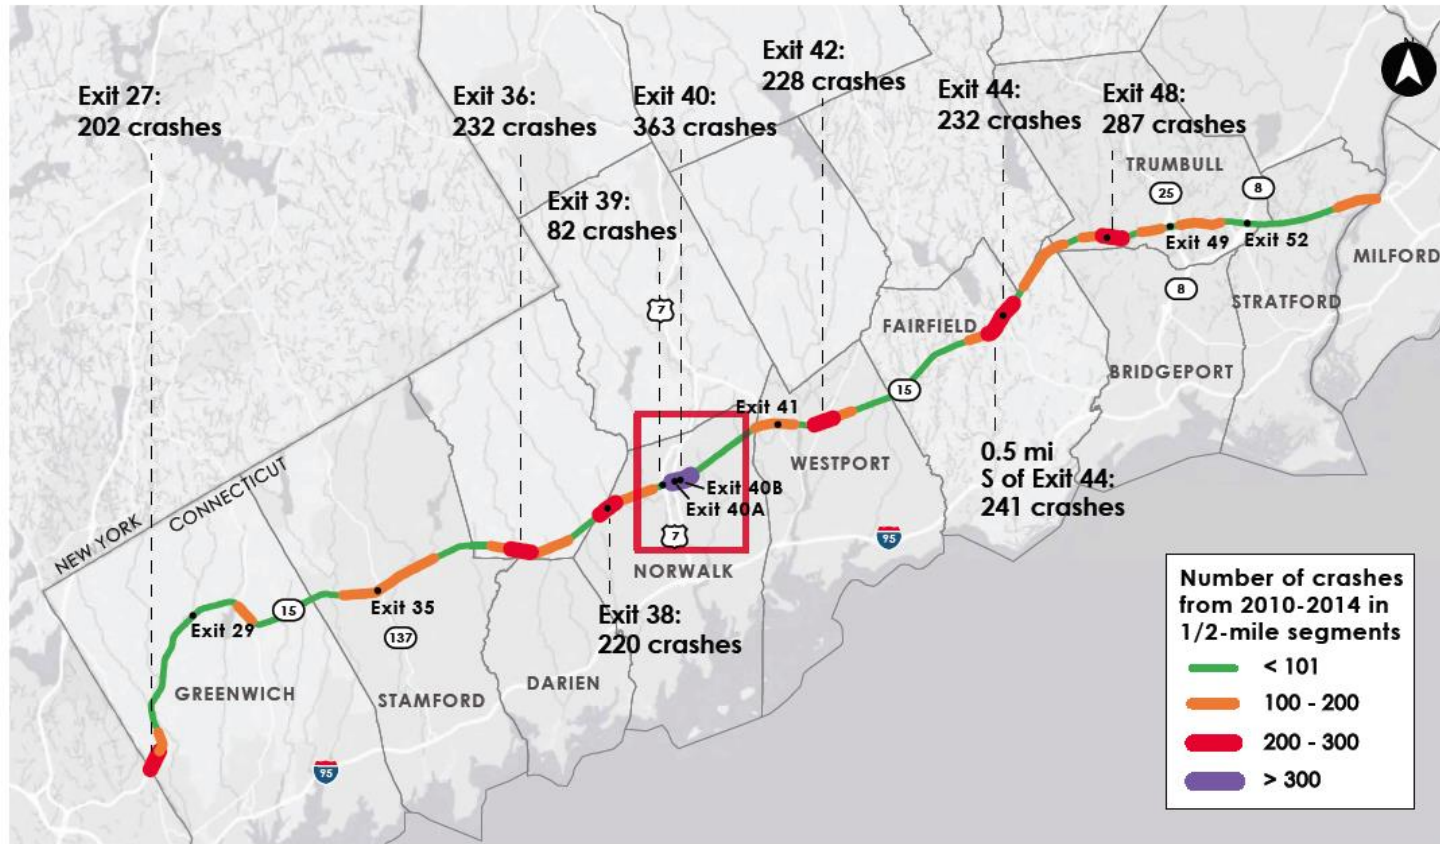 N
Exit 27:
202 crashes
Exit 36:
232 crashes
Exit 40:
363 crashes
Exit 42:
228 crashes
Exit 44:
232 crashes
Exit 48:
287 crashes
Exit 39:
82 crashes
TRUMBULL
25
8
Exit 49
Exit 52
MILFORD
8
STRATFORD
7
FAIRFIELD
BRIDGEPORT
15
Exit 41
WESTPORT
0.5 mi
S of Exit 44:
241 crashes
Exit 40B
Exit 40A
7
95
NORWALK
NEW YORK
CONNECTICUT
Exit 38:
220 crashes
Exit 29
15
Exit 35
137
GREENWICH
STAMFORD
DARIEN
95
Number of crashes
from 2010-2014 in
1/2-mile segments
< 101
100 - 200
200 - 300
> 300